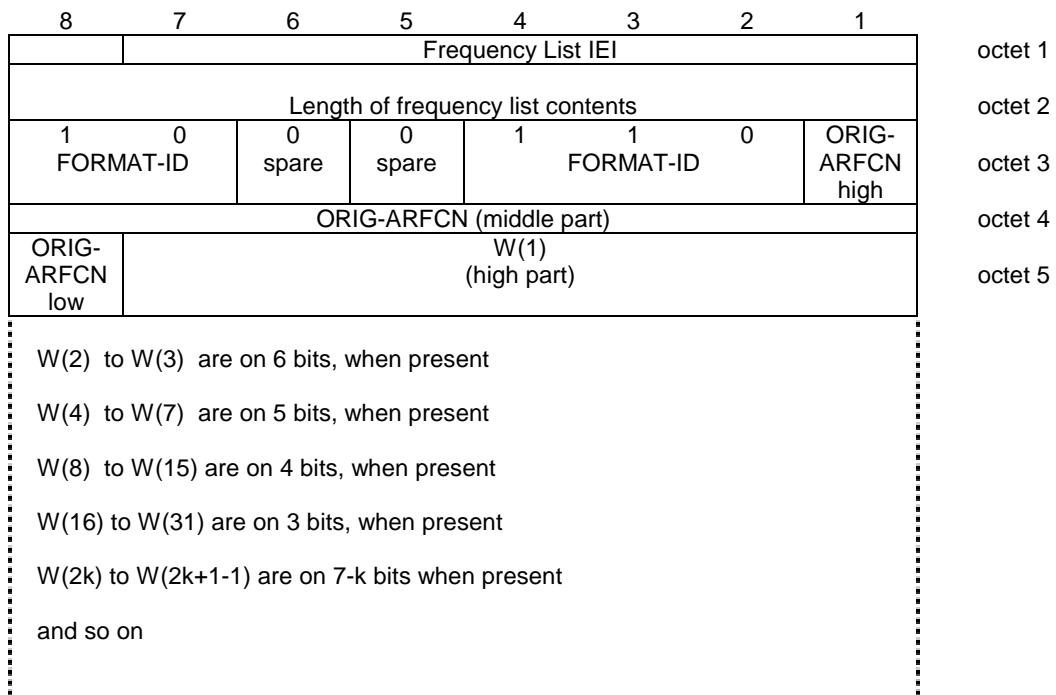 8 7 6 5 4 3 2 1
Frequency List IEI octet 1
Length of frequency list contents octet 2
1 0 0 0 1 1 0 ORIG-
FORMAT-ID spare spare FORMAT-ID ARFCN octet 3
high
ORIG-ARFCN (middle part) octet 4
ORIG- W(1)
ARFCN (high part) octet 5
low
W(2) to W(3) are on 6 bits, when present
W(4) to W(7) are on 5 bits, when present
W(8) to W(15) are on 4 bits, when present
W(16) to W(31) are on 3 bits, when present
W(2k) to W(2k+1-1) are on 7-k bits when present
and so on